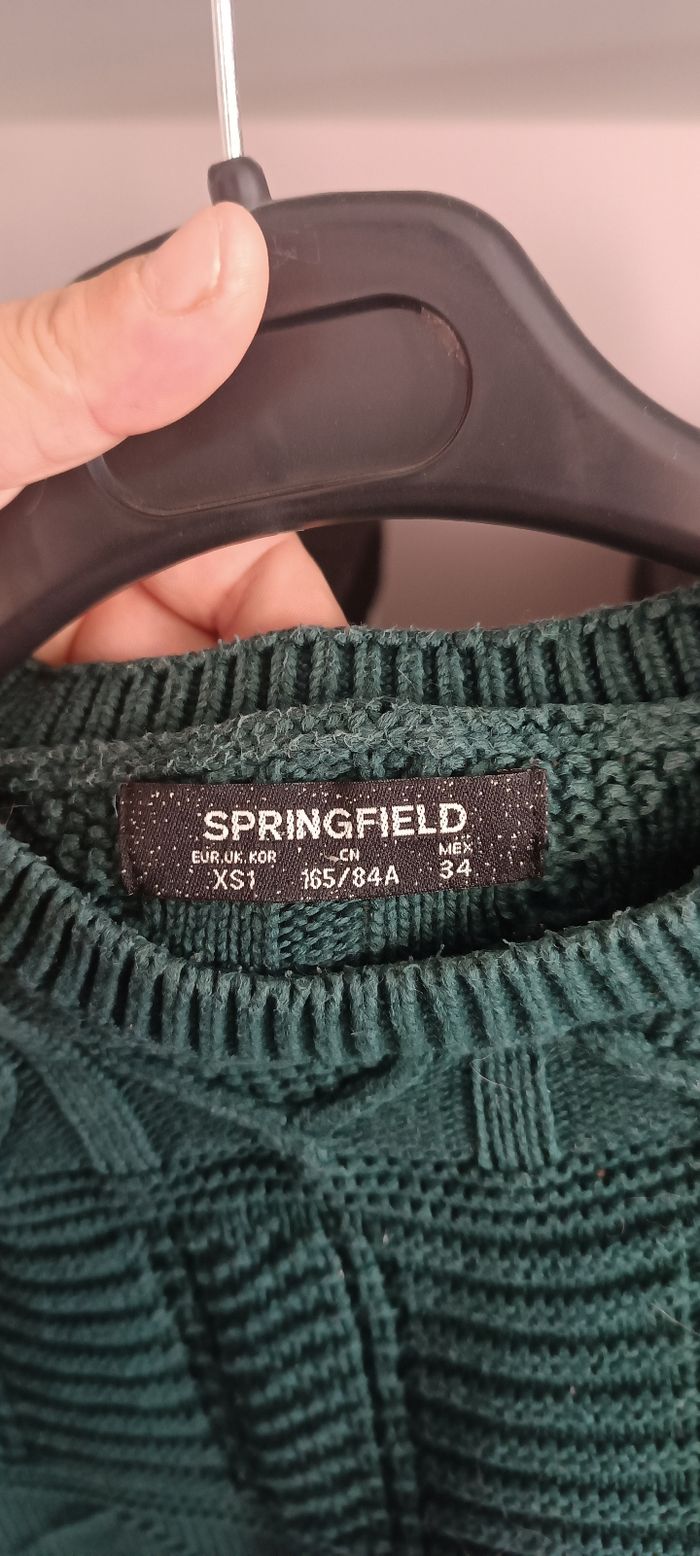 SPRINGFIELD
EUR.UK.KOR CN MEX
XS1 165/84A 34